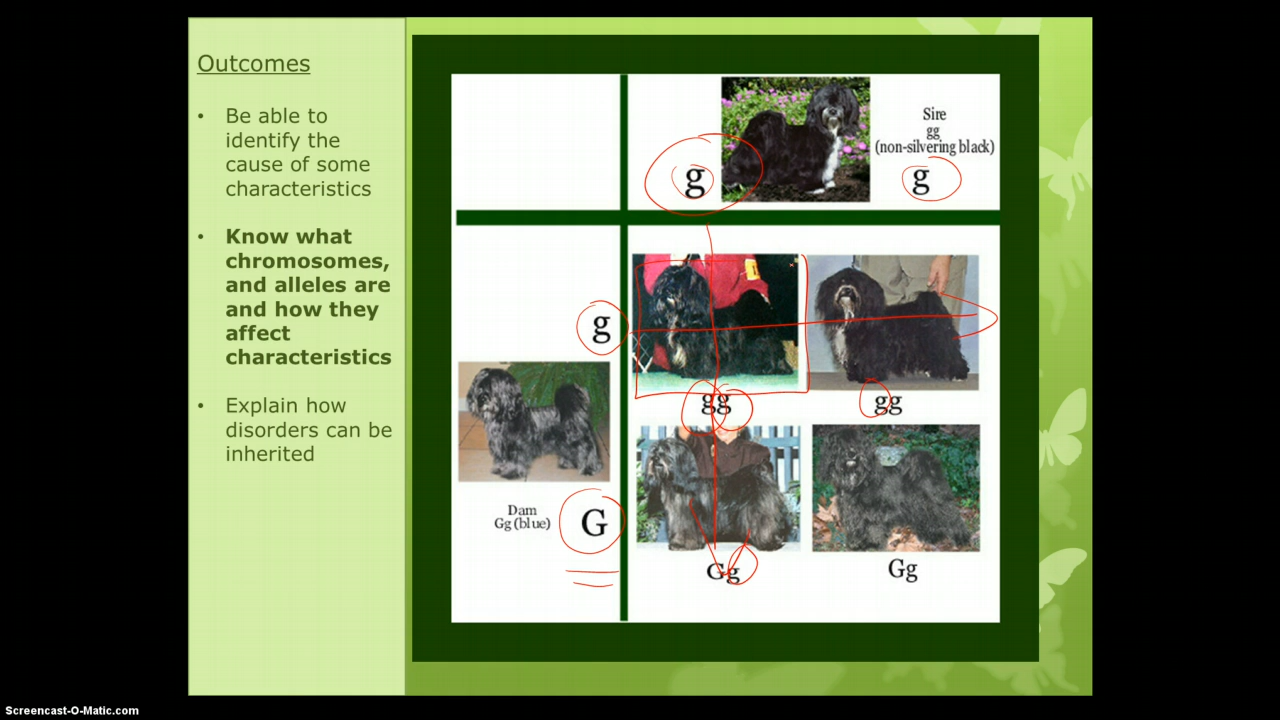 Outcomes
• Be able to
identify the
cause of some
characteristics
• Know what
chromosomes,
and alleles are
and how they
affect
characteristics
• Explain how
disorders can be
inherited
Sire
gg
(non-silvering black)
g
g
g
gg
gg
Dam
Gg (blue)
G
Gg
Gg
Screencast-O-Matic.com